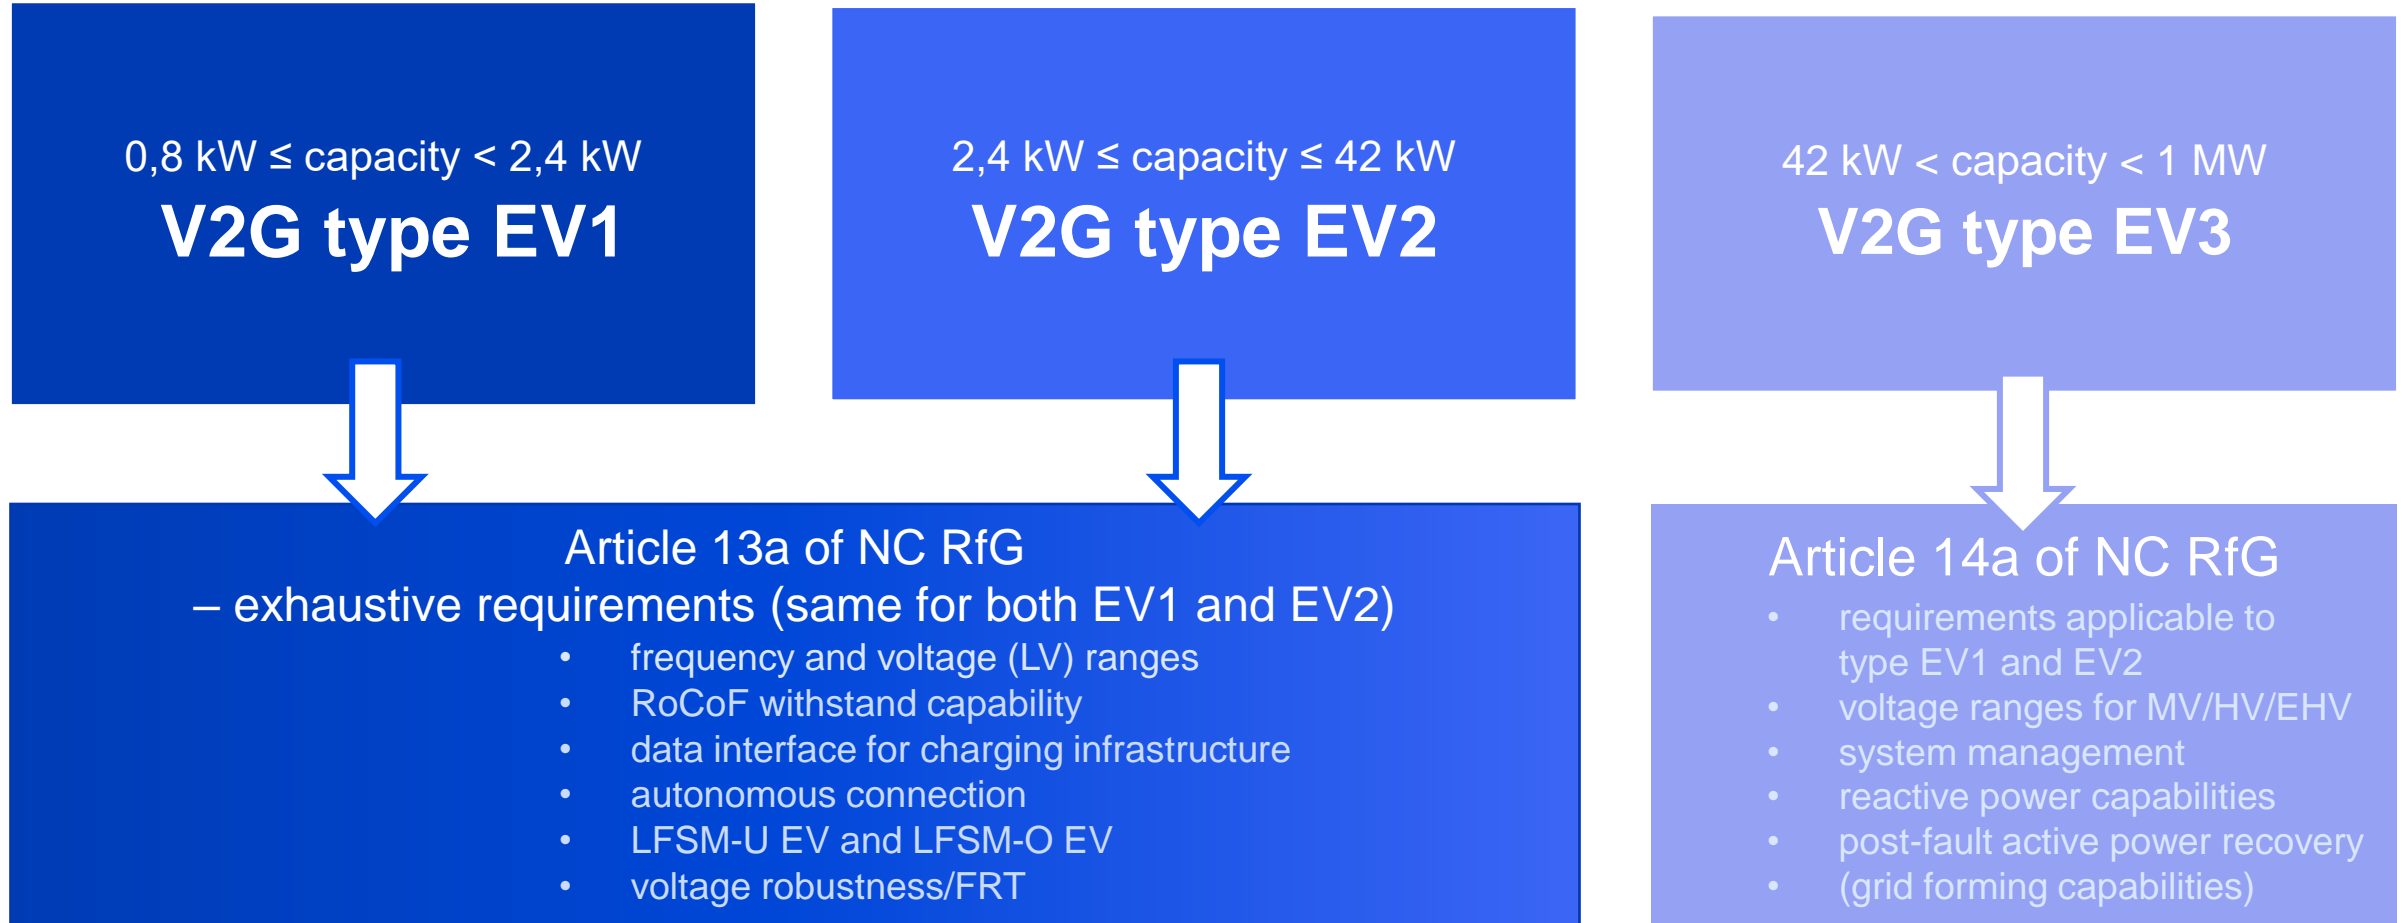 0,8 kW ≤ capacity < 2,4 kW
V2G type EV1
2,4 kW ≤ capacity ≤ 42 kW
V2G type EV2
42 kW < capacity < 1 MW
V2G type EV3
Article 13a of NC RfG
– exhaustive requirements (same for both EV1 and EV2)
• frequency and voltage (LV) ranges
• RoCoF withstand capability
• data interface for charging infrastructure
• autonomous connection
• LFSM-U EV and LFSM-O EV
• voltage robustness/FRT
Article 14a of NC RfG
• requirements applicable to
type EV1 and EV2
• voltage ranges for MV/HV/EHV
• system management
• reactive power capabilities
• post-fault active power recovery
• (grid forming capabilities)